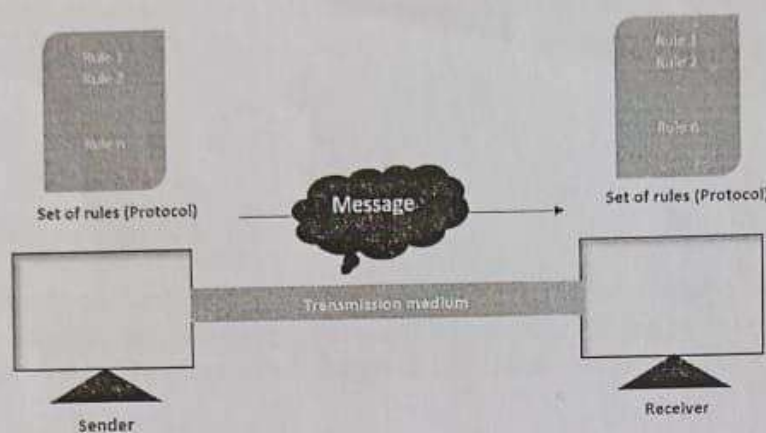 Rule 1
Rule 2
Rule n
Set of rules (Protocol)
Message
Rule 1
Rule 2
Rule n
Set of rules (Protocol)
Transmission medium
Sender
Receiver